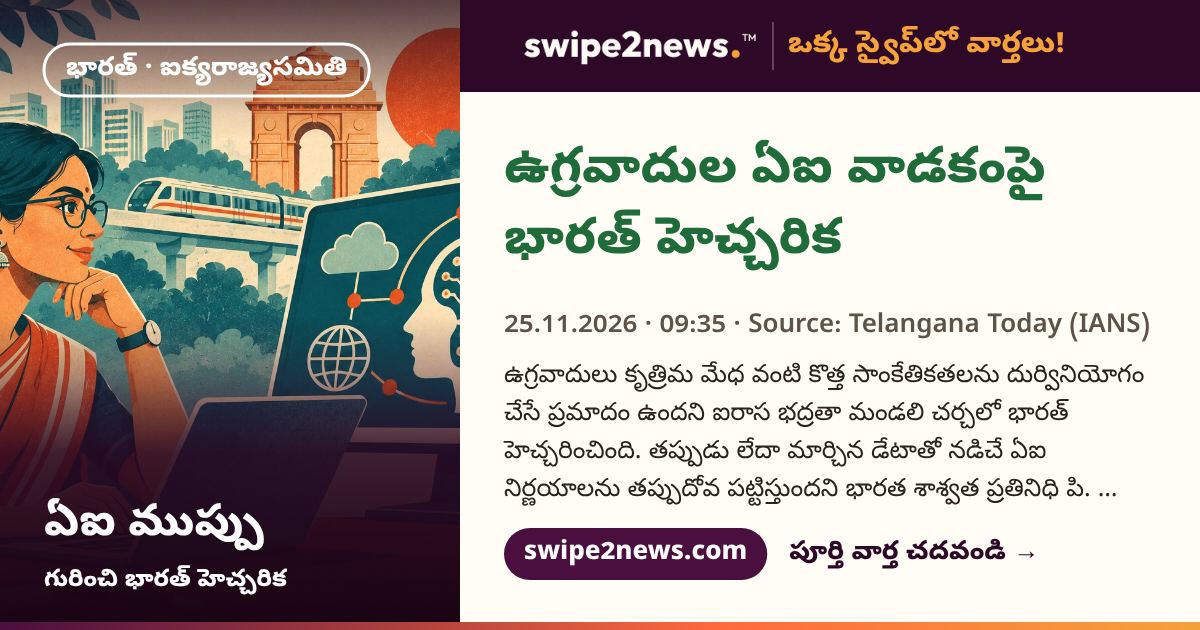 భారత్ · ఐక్యరాజ్యసమితి
ఏఐ ముప్పు
గురించి భారత్ హెచ్చరిక
swipe2news.™ ఒక్క స్వైప్‌లో వార్తలు!
ఉగ్రవాదుల ఏఐ వాడకంపై
భారత్ హెచ్చరిక
25.11.2026 · 09:35 · Source: Telangana Today (IANS)
ఉగ్రవాదులు కృత్రిమ మేధ వంటి కొత్త సాంకేతికతలను దుర్వినియోగం
చేసే ప్రమాదం ఉందని ఐరాస భద్రతా మండలి చర్చలో భారత్
హెచ్చరించింది. తప్పుడు లేదా మార్చిన డేటాతో నడిచే ఏఐ
నిర్ణయాలను తప్పుదోవ పట్టిస్తుందని భారత శాశ్వత ప్రతినిధి పి. ...
swipe2news.com పూర్తి వార్త చదవండి →